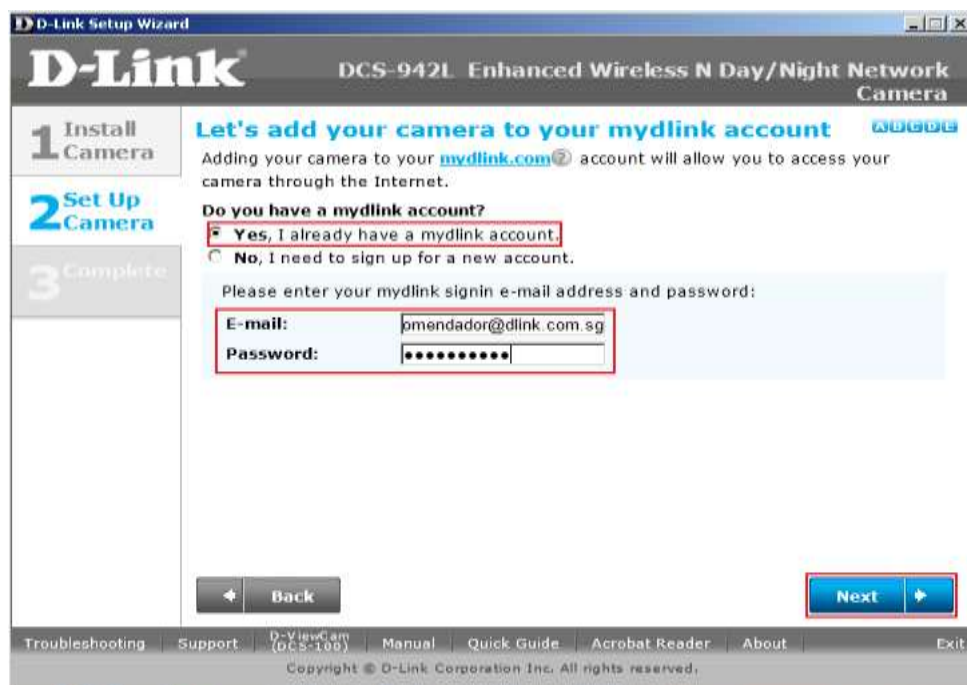 D-Link Setup Wizard
D-Link
DCS-942L Enhanced Wireless N Day/Night Network
Camera
1 Install
Camera
2 Set Up
Camera
3 Complete
Let's add your camera to your mydlink account
A B C D E
Adding your camera to your mydlink.com? account will allow you to access your
camera through the Internet.
Do you have a mydlink account?
Yes, I already have a mydlink account.
No, I need to sign up for a new account.
Please enter your mydlink signin e-mail address and password:
E-mail: omendador@dlink.com.sg
Password: ●●●●●●●●●●
Back
Next
Troubleshooting Support D-ViewCam (DCS-100) Manual Quick Guide Acrobat Reader About Exit
Copyright © D-Link Corporation Inc. All rights reserved.